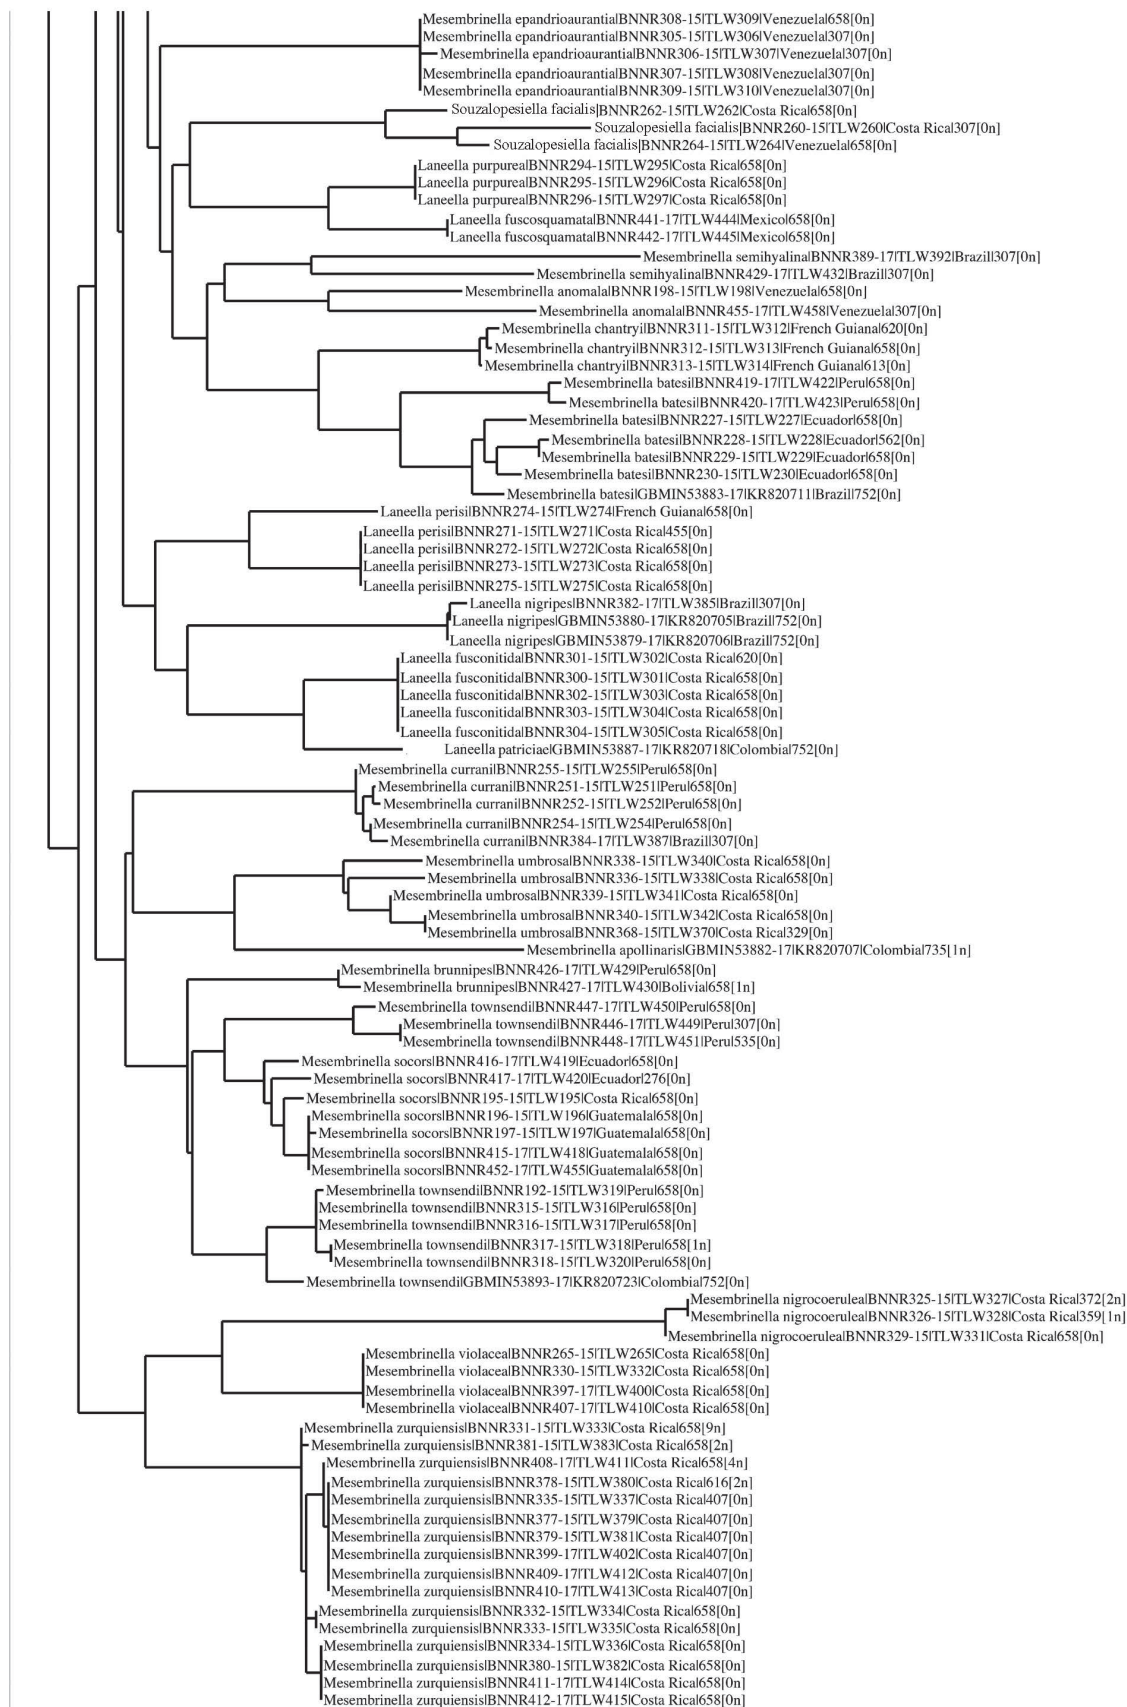 Mesembrinella epandrioaurantia|BNNR308-15|TLW309|Venezuela|658[0n]
Mesembrinella epandrioaurantia|BNNR305-15|TLW306|Venezuela|307[0n]
Mesembrinella epandrioaurantia|BNNR306-15|TLW307|Venezuela|307[0n]
Mesembrinella epandrioaurantia|BNNR307-15|TLW308|Venezuela|307[0n]
Mesembrinella epandrioaurantia|BNNR309-15|TLW310|Venezuela|307[0n]
Souzalopesiella facialis|BNNR262-15|TLW262|Costa Rica|658[0n]
Souzalopesiella facialis|BNNR260-15|TLW260|Costa Rica|307[0n]
Souzalopesiella facialis|BNNR264-15|TLW264|Venezuela|658[0n]
Laneella purpurea|BNNR294-15|TLW295|Costa Rica|658[0n]
Laneella purpurea|BNNR295-15|TLW296|Costa Rica|658[0n]
Laneella purpurea|BNNR296-15|TLW297|Costa Rica|658[0n]
Laneella fuscosquamata|BNNR441-17|TLW444|Mexico|658[0n]
Laneella fuscosquamata|BNNR442-17|TLW445|Mexico|658[0n]
Mesembrinella semihyalina|BNNR389-17|TLW392|Brazil|307[0n]
Mesembrinella semihyalina|BNNR429-17|TLW432|Brazil|307[0n]
Mesembrinella anomala|BNNR198-15|TLW198|Venezuela|658[0n]
Mesembrinella anomala|BNNR455-17|TLW458|Venezuela|307[0n]
Mesembrinella chantryi|BNNR311-15|TLW312|French Guiana|620[0n]
Mesembrinella chantryi|BNNR312-15|TLW313|French Guiana|658[0n]
Mesembrinella chantryi|BNNR313-15|TLW314|French Guiana|613[0n]
Mesembrinella batesi|BNNR419-17|TLW422|Peru|658[0n]
Mesembrinella batesi|BNNR420-17|TLW423|Peru|658[0n]
Mesembrinella batesi|BNNR227-15|TLW227|Ecuador|658[0n]
Mesembrinella batesi|BNNR228-15|TLW228|Ecuador|562[0n]
Mesembrinella batesi|BNNR229-15|TLW229|Ecuador|658[0n]
Mesembrinella batesi|BNNR230-15|TLW230|Ecuador|658[0n]
Mesembrinella batesi|GBMIN53883-17|KR820711|Brazil|752[0n]
Laneella perisi|BNNR274-15|TLW274|French Guiana|658[0n]
Laneella perisi|BNNR271-15|TLW271|Costa Rica|455[0n]
Laneella perisi|BNNR272-15|TLW272|Costa Rica|658[0n]
Laneella perisi|BNNR273-15|TLW273|Costa Rica|658[0n]
Laneella perisi|BNNR275-15|TLW275|Costa Rica|658[0n]
Laneella nigripes|BNNR382-17|TLW385|Brazil|307[0n]
Laneella nigripes|GBMIN53880-17|KR820705|Brazil|752[0n]
Laneella nigripes|GBMIN53879-17|KR820706|Brazil|752[0n]
Laneella fusconitida|BNNR301-15|TLW302|Costa Rica|620[0n]
Laneella fusconitida|BNNR300-15|TLW301|Costa Rica|658[0n]
Laneella fusconitida|BNNR302-15|TLW303|Costa Rica|658[0n]
Laneella fusconitida|BNNR303-15|TLW304|Costa Rica|658[0n]
Laneella fusconitida|BNNR304-15|TLW305|Costa Rica|658[0n]
Laneella patriciae|GBMIN53887-17|KR820718|Colombia|752[0n]
Mesembrinella currani|BNNR255-15|TLW255|Peru|658[0n]
Mesembrinella currani|BNNR251-15|TLW251|Peru|658[0n]
Mesembrinella currani|BNNR252-15|TLW252|Peru|658[0n]
Mesembrinella currani|BNNR254-15|TLW254|Peru|658[0n]
Mesembrinella currani|BNNR384-17|TLW387|Brazil|307[0n]
Mesembrinella umbrosa|BNNR338-15|TLW340|Costa Rica|658[0n]
Mesembrinella umbrosa|BNNR336-15|TLW338|Costa Rica|658[0n]
Mesembrinella umbrosa|BNNR339-15|TLW341|Costa Rica|658[0n]
Mesembrinella umbrosa|BNNR340-15|TLW342|Costa Rica|658[0n]
Mesembrinella umbrosa|BNNR368-15|TLW370|Costa Rica|329[0n]
Mesembrinella apollinaris|GBMIN53882-17|KR820707|Colombia|735[1n]
Mesembrinella brunnipes|BNNR426-17|TLW429|Peru|658[0n]
Mesembrinella brunnipes|BNNR427-17|TLW430|Bolivia|658[1n]
Mesembrinella townsendi|BNNR447-17|TLW450|Peru|658[0n]
Mesembrinella townsendi|BNNR446-17|TLW449|Peru|307[0n]
Mesembrinella townsendi|BNNR448-17|TLW451|Peru|535[0n]
Mesembrinella socors|BNNR416-17|TLW419|Ecuador|658[0n]
Mesembrinella socors|BNNR417-17|TLW420|Ecuador|276[0n]
Mesembrinella socors|BNNR195-15|TLW195|Costa Rica|658[0n]
Mesembrinella socors|BNNR196-15|TLW196|Guatemala|658[0n]
Mesembrinella socors|BNNR197-15|TLW197|Guatemala|658[0n]
Mesembrinella socors|BNNR415-17|TLW418|Guatemala|658[0n]
Mesembrinella socors|BNNR452-17|TLW455|Guatemala|658[0n]
Mesembrinella townsendi|BNNR192-15|TLW319|Peru|658[0n]
Mesembrinella townsendi|BNNR315-15|TLW316|Peru|658[0n]
Mesembrinella townsendi|BNNR316-15|TLW317|Peru|658[0n]
Mesembrinella townsendi|BNNR317-15|TLW318|Peru|658[1n]
Mesembrinella townsendi|BNNR318-15|TLW320|Peru|658[0n]
Mesembrinella townsendi|GBMIN53893-17|KR820723|Colombia|752[0n]
Mesembrinella nigrocoerulea|BNNR325-15|TLW327|Costa Rica|372[2n]
Mesembrinella nigrocoerulea|BNNR326-15|TLW328|Costa Rica|359[1n]
Mesembrinella nigrocoerulea|BNNR329-15|TLW331|Costa Rica|658[0n]
Mesembrinella violacea|BNNR265-15|TLW265|Costa Rica|658[0n]
Mesembrinella violacea|BNNR330-15|TLW332|Costa Rica|658[0n]
Mesembrinella violacea|BNNR397-17|TLW400|Costa Rica|658[0n]
Mesembrinella violacea|BNNR407-17|TLW410|Costa Rica|658[0n]
Mesembrinella zurquiensis|BNNR331-15|TLW333|Costa Rica|658[9n]
Mesembrinella zurquiensis|BNNR381-15|TLW383|Costa Rica|658[2n]
Mesembrinella zurquiensis|BNNR408-17|TLW411|Costa Rica|658[4n]
Mesembrinella zurquiensis|BNNR378-15|TLW380|Costa Rica|616[2n]
Mesembrinella zurquiensis|BNNR335-15|TLW337|Costa Rica|407[0n]
Mesembrinella zurquiensis|BNNR377-15|TLW379|Costa Rica|407[0n]
Mesembrinella zurquiensis|BNNR379-15|TLW381|Costa Rica|407[0n]
Mesembrinella zurquiensis|BNNR399-17|TLW402|Costa Rica|407[0n]
Mesembrinella zurquiensis|BNNR409-17|TLW412|Costa Rica|407[0n]
Mesembrinella zurquiensis|BNNR410-17|TLW413|Costa Rica|407[0n]
Mesembrinella zurquiensis|BNNR332-15|TLW334|Costa Rica|658[0n]
Mesembrinella zurquiensis|BNNR333-15|TLW335|Costa Rica|658[0n]
Mesembrinella zurquiensis|BNNR334-15|TLW336|Costa Rica|658[0n]
Mesembrinella zurquiensis|BNNR380-15|TLW382|Costa Rica|658[0n]
Mesembrinella zurquiensis|BNNR411-17|TLW414|Costa Rica|658[0n]
Mesembrinella zurquiensis|BNNR412-17|TLW415|Costa Rica|658[0n]